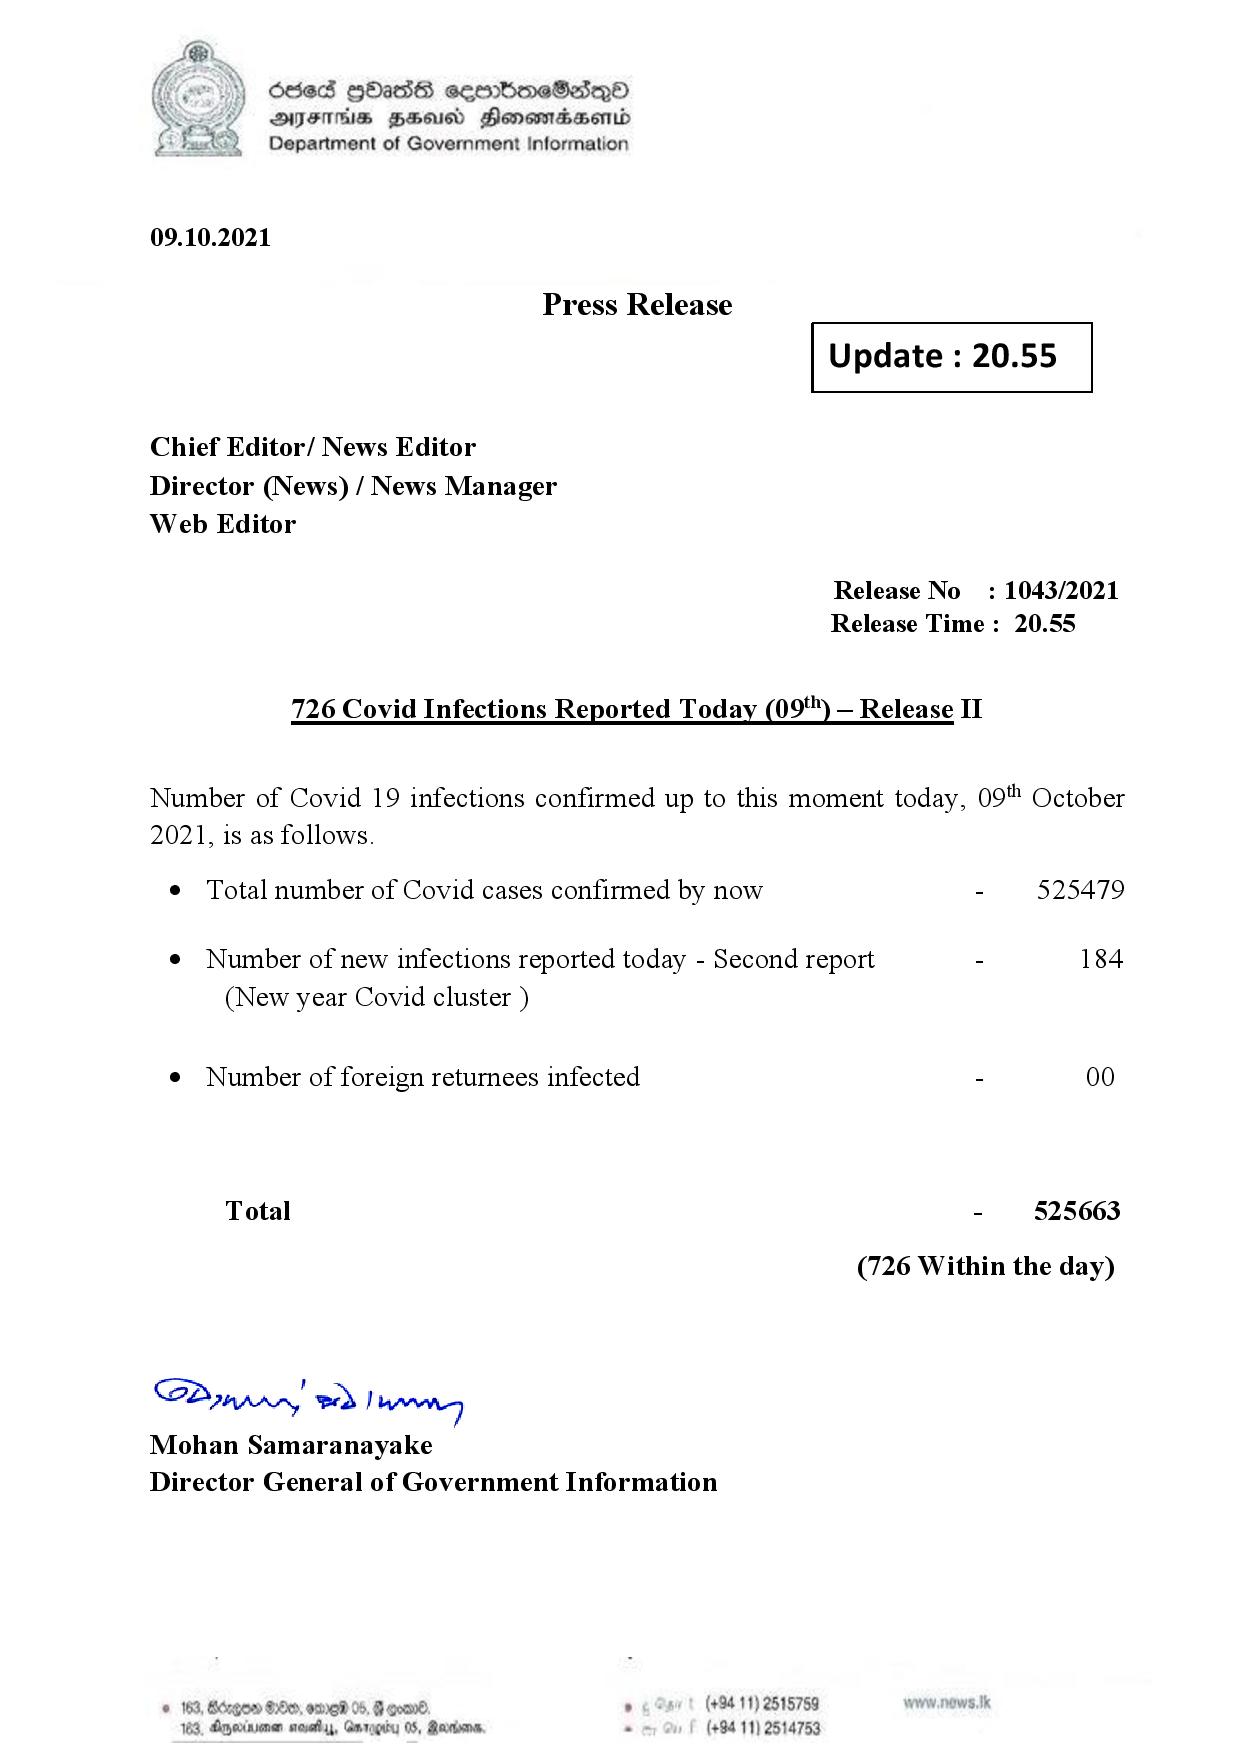 රජයේ ප්‍රවෘත්ති දෙපාර්තමේන්තුව
அரசாங்க தகவல் திணைக்களம்
Department of Government Information
09.10.2021
Press Release
Update : 20.55
Chief Editor/ News Editor
Director (News) / News Manager
Web Editor
Release No : 1043/2021
Release Time : 20.55
726 Covid Infections Reported Today (09th) – Release II
Number of Covid 19 infections confirmed up to this moment today, 09th October
2021, is as follows.
• Total number of Covid cases confirmed by now - 525479
• Number of new infections reported today - Second report - 184
(New year Covid cluster )
• Number of foreign returnees infected - 00
Total - 525663
(726 Within the day)
Mohan Samaranayake
Director General of Government Information
163, කිරුළපන මාවත, කොළඹ 05, ශ්‍රී ලංකාව.
(+94 11) 2515759
www.news.lk
163, கிருலப்பனை எவனியூ, கொழும்பு 05, இலங்கை.
(+94 11) 2514753